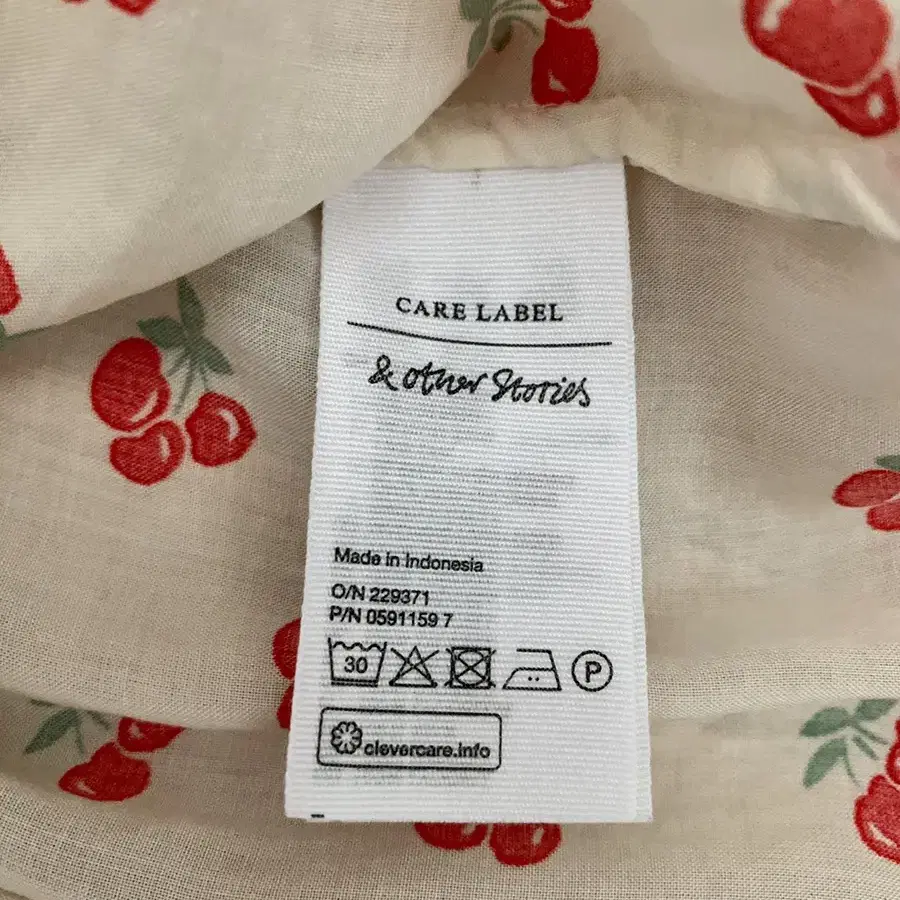 CARE LABEL
& other Stories
Made in Indonesia
O/N 229371
P/N 0591159 7
30 P
clevercare.info